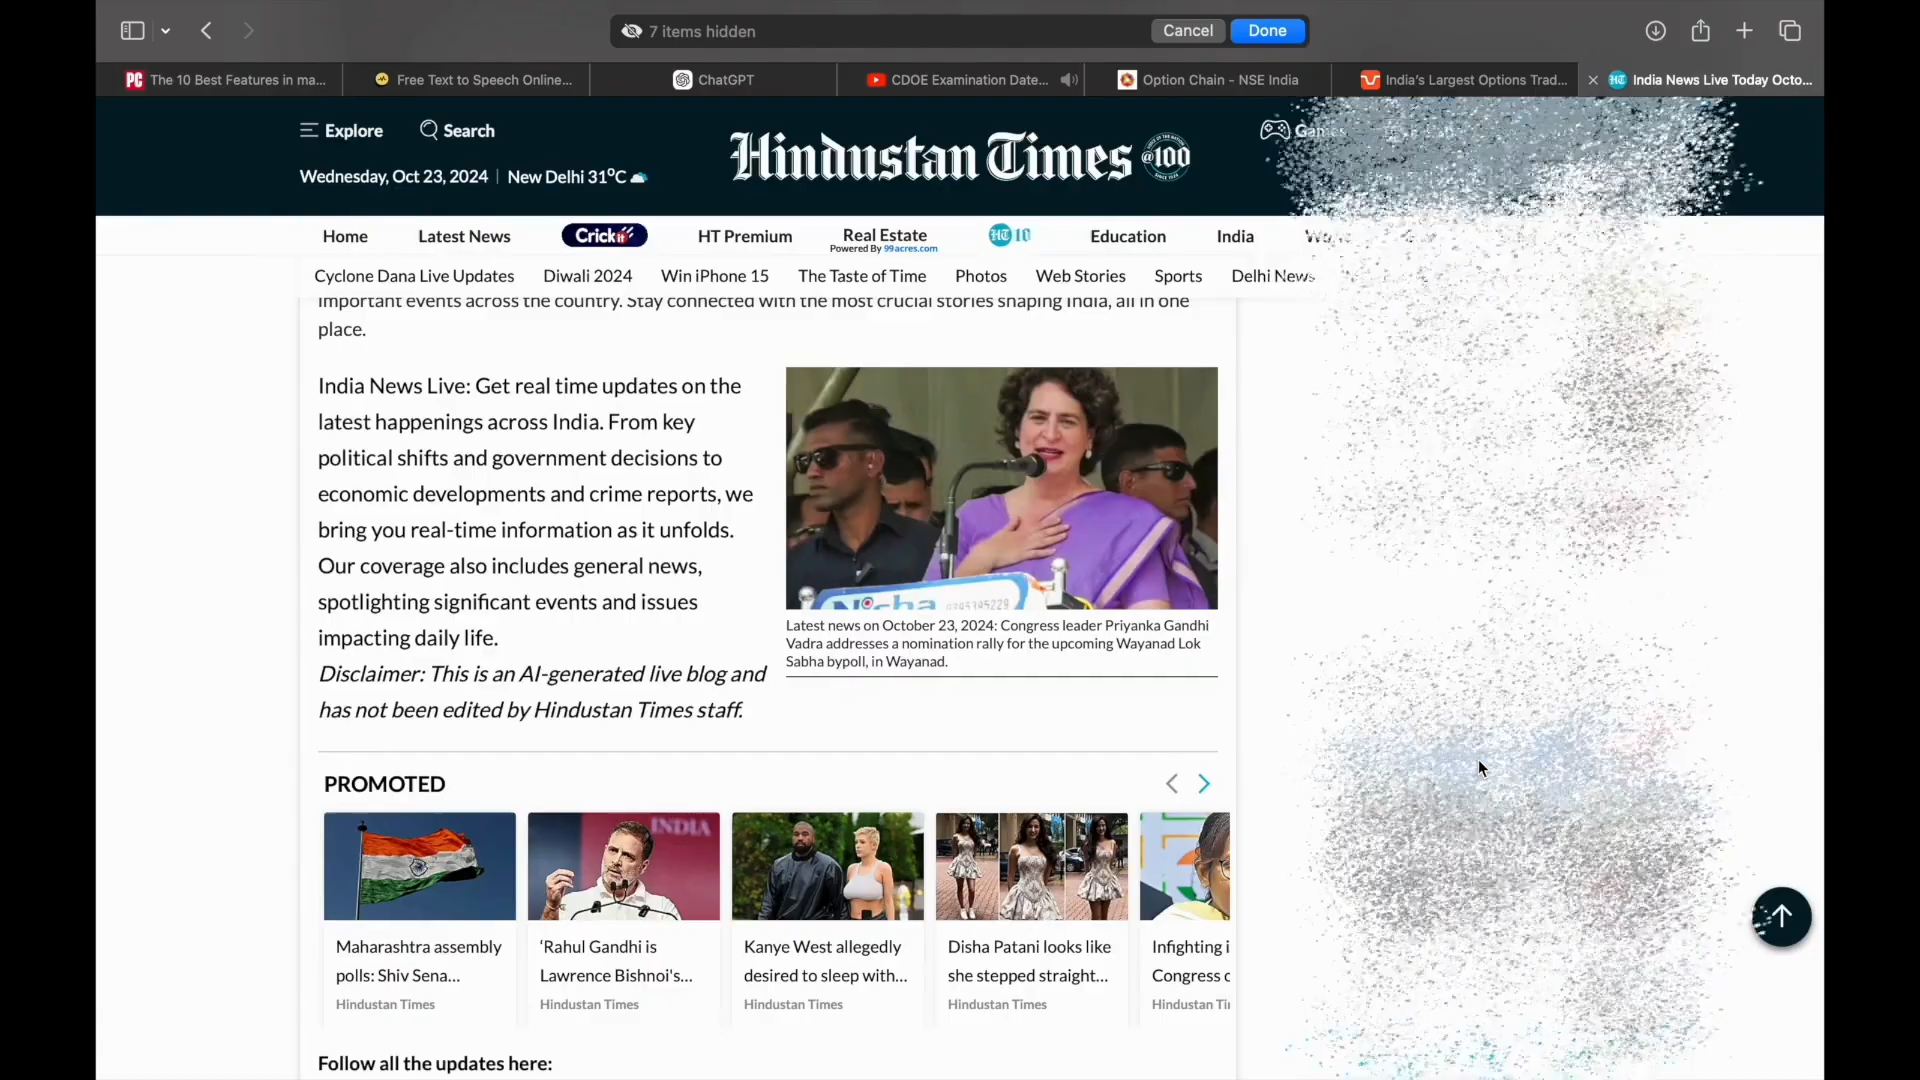 7 items hidden
Cancel
Done
PC The 10 Best Features in ma...
Free Text to Speech Online...
ChatGPT
CDOE Examination Date...
Option Chain - NSE India
India's Largest Options Trad...
HT India News Live Today Octo...
Explore
Search
Hindustan Times
@100
Wednesday, Oct 23, 2024 | New Delhi 31°C
Home
Latest News
Crickit
HT Premium
Real Estate
Powered By 99acres.com
HT 10
Education
India
Cyclone Dana Live Updates
Diwali 2024
Win iPhone 15
The Taste of Time
Photos
Web Stories
Sports
Delhi News
important events across the country. Stay connected with the most crucial stories shaping India, all in one
place.
India News Live: Get real time updates on the
latest happenings across India. From key
political shifts and government decisions to
economic developments and crime reports, we
bring you real-time information as it unfolds.
Our coverage also includes general news,
spotlighting significant events and issues
impacting daily life.
Disclaimer: This is an AI-generated live blog and
has not been edited by Hindustan Times staff.
Latest news on October 23, 2024: Congress leader Priyanka Gandhi
Vadra addresses a nomination rally for the upcoming Wayanad Lok
Sabha bypoll, in Wayanad.
PROMOTED
INDIA
Maharashtra assembly
polls: Shiv Sena...
Hindustan Times
'Rahul Gandhi is
Lawrence Bishnoi's...
Hindustan Times
Kanye West allegedly
desired to sleep with...
Hindustan Times
Disha Patani looks like
she stepped straight...
Hindustan Times
Infighting i
Congress c
Hindustan Ti
Follow all the updates here: